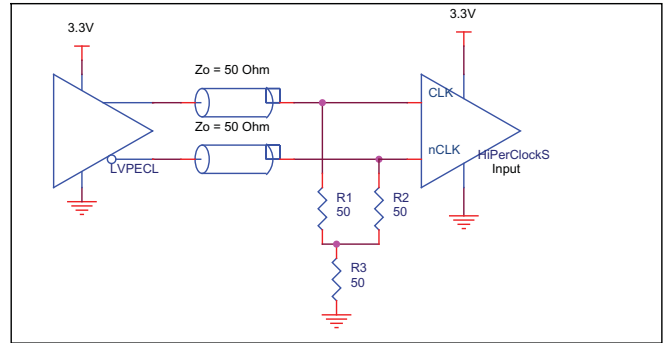 3.3V
3.3V
Zo = 50 Ohm
CLK
Zo = 50 Ohm
nCLK
LVPECL
HiPerClockS
Input
R1
50
R2
50
R3
50